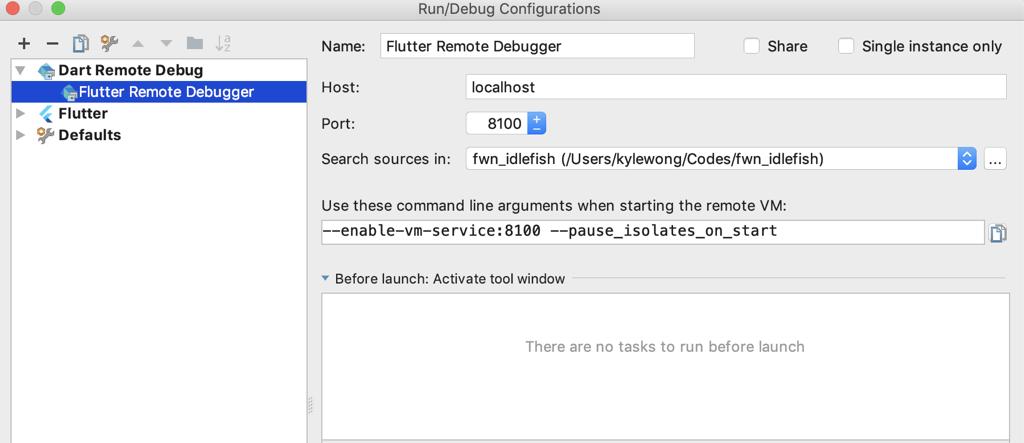 Run/Debug Configurations
Name: Flutter Remote Debugger Share Single instance only
Dart Remote Debug
Flutter Remote Debugger
Flutter
Defaults
Host: localhost
Port: 8100
Search sources in: fwn_idlefish (/Users/kylewong/Codes/fwn_idlefish) ...
Use these command line arguments when starting the remote VM:
--enable-vm-service:8100 --pause_isolates_on_start
Before launch: Activate tool window
There are no tasks to run before launch